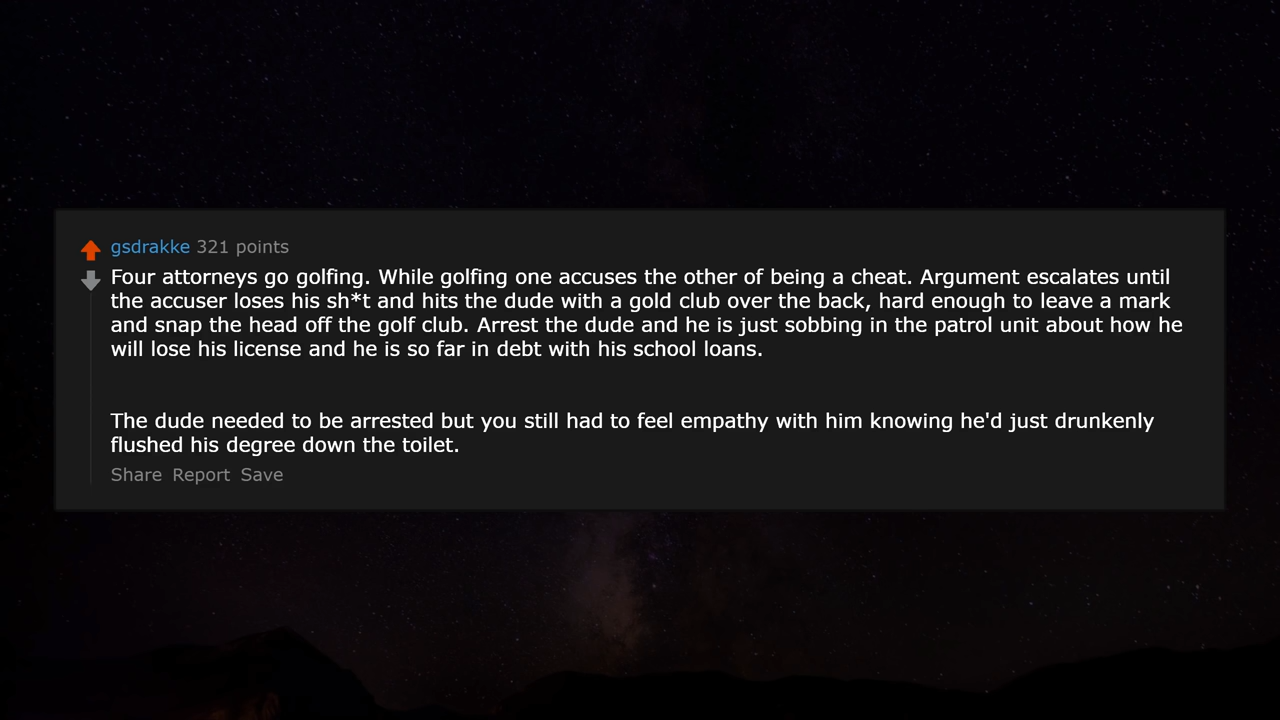 gsdrakke 321 points
Four attorneys go golfing. While golfing one accuses the other of being a cheat. Argument escalates until
the accuser loses his sh*t and hits the dude with a gold club over the back, hard enough to leave a mark
and snap the head off the golf club. Arrest the dude and he is just sobbing in the patrol unit about how he
will lose his license and he is so far in debt with his school loans.
The dude needed to be arrested but you still had to feel empathy with him knowing he'd just drunkenly
flushed his degree down the toilet.
Share Report Save